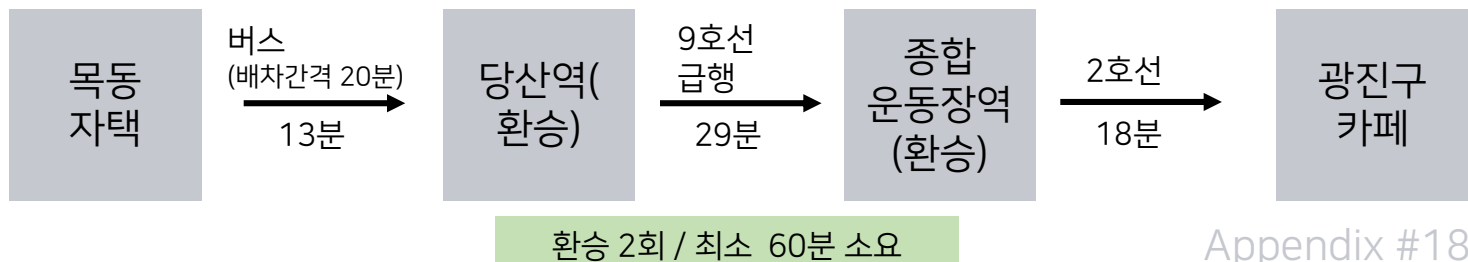 목동
자택
버스
(배차간격 20분)
13분
당산역(
환승)
9호선
급행
29분
종합
운동장역
(환승)
2호선
18분
광진구
카페
환승 2회 / 최소  60분 소요
Appendix #18